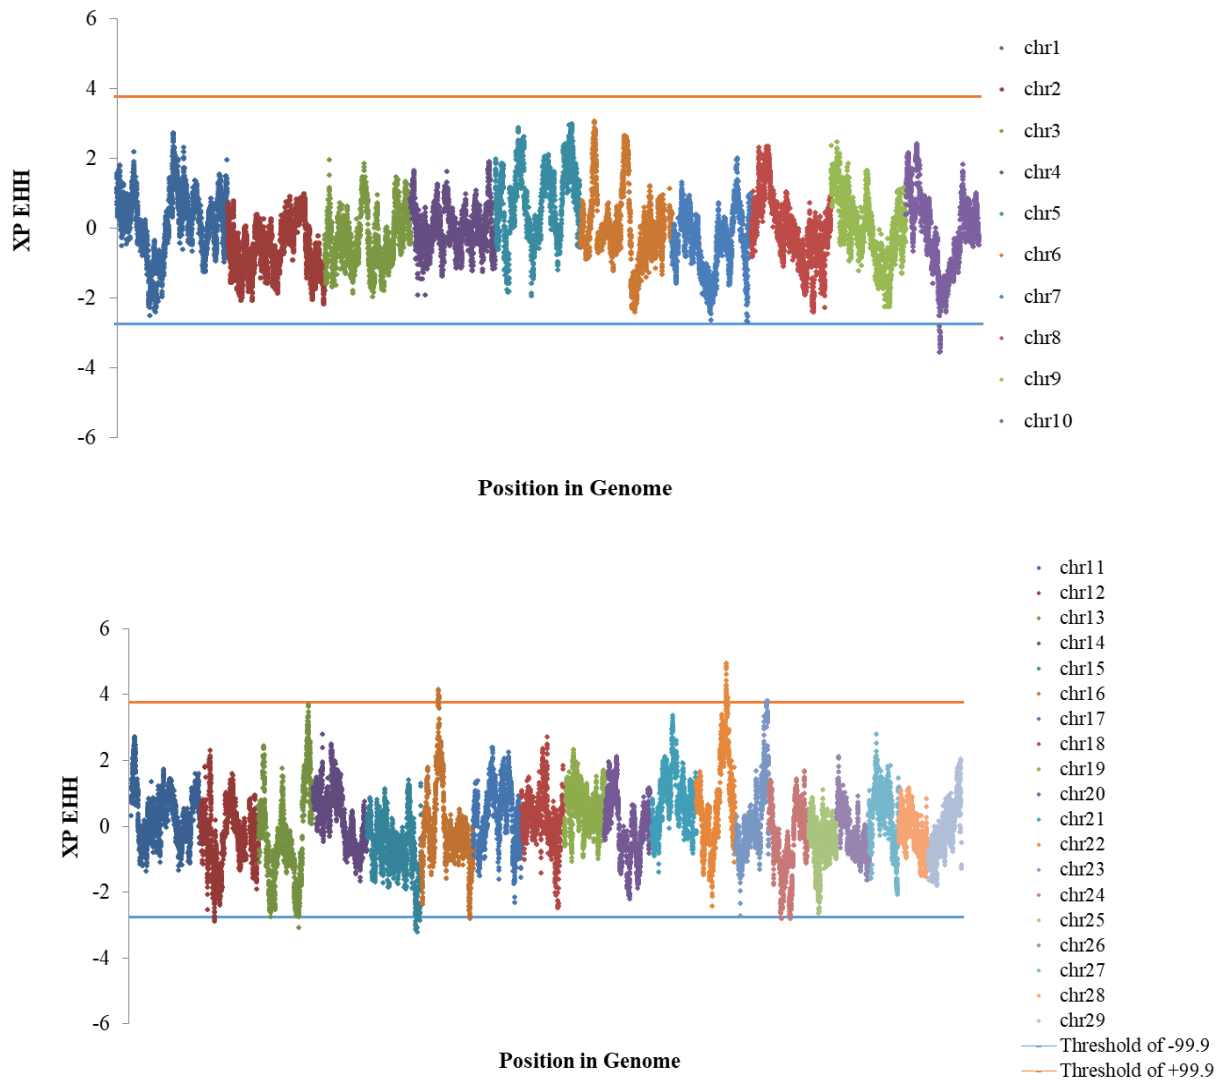 6
4
2
0
-2
-4
-6
XP EHH
Position in Genome
chr1
chr2
chr3
chr4
chr5
chr6
chr7
chr8
chr9
chr10
6
4
2
0
-2
-4
-6
XP EHH
Position in Genome
chr11
chr12
chr13
chr14
chr15
chr16
chr17
chr18
chr19
chr20
chr21
chr22
chr23
chr24
chr25
chr26
chr27
chr28
chr29
Threshold of -99.9
Threshold of +99.9